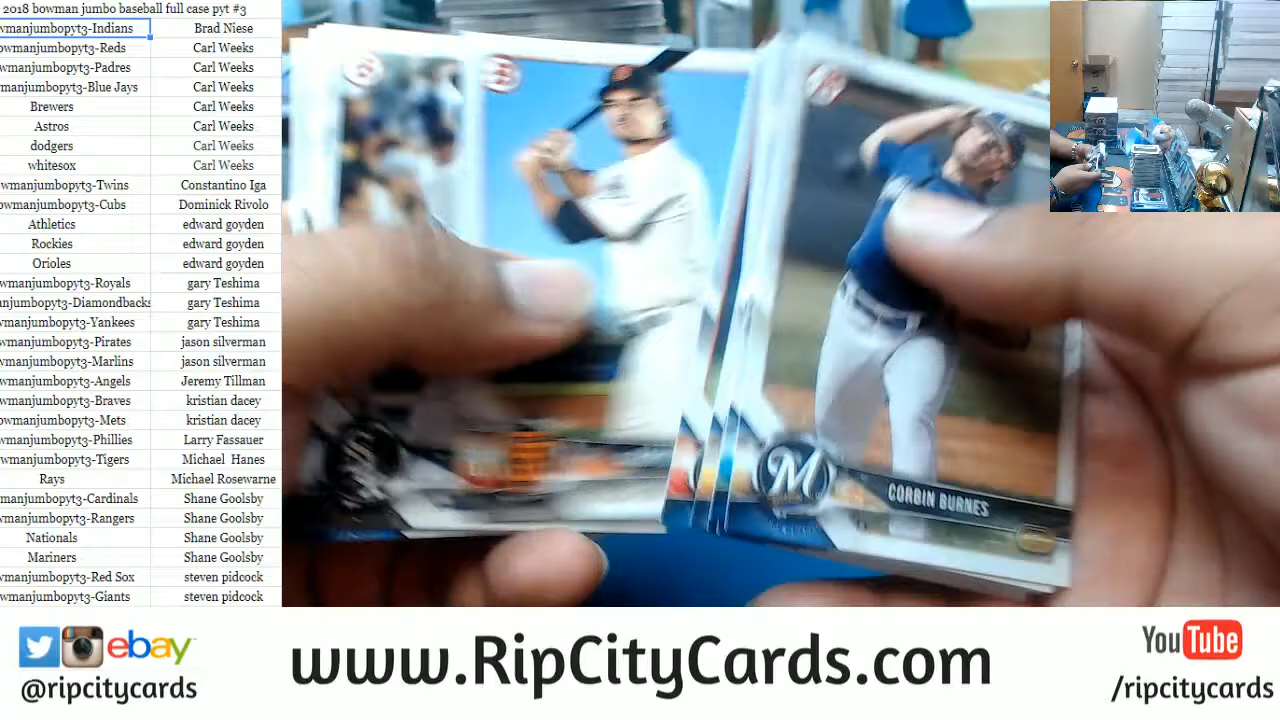 2018 bowman jumbo baseball full case pyt #3
wmanjumbopyt3-Indians Brad Niese
owmanjumbopyt3-Reds Carl Weeks
wmanjumbopyt3-Padres Carl Weeks
manjumbopyt3-Blue Jays Carl Weeks
Brewers Carl Weeks
Astros Carl Weeks
dodgers Carl Weeks
whitesox Carl Weeks
wmanjumbopyt3-Twins Constantino Iga
owmanjumbopyt3-Cubs Dominick Rivolo
Athletics edward goyden
Rockies edward goyden
Orioles edward goyden
wmanjumbopyt3-Royals gary Teshima
anjumbopyt3-Diamondbacks gary Teshima
wmanjumbopyt3-Yankees gary Teshima
wmanjumbopyt3-Pirates jason silverman
wmanjumbopyt3-Marlins jason silverman
wmanjumbopyt3-Angels Jeremy Tillman
wmanjumbopyt3-Braves kristian dacey
owmanjumbopyt3-Mets kristian dacey
wmanjumbopyt3-Phillies Larry Fassauer
wmanjumbopyt3-Tigers Michael Hanes
Rays Michael Rosewarne
manjumbopyt3-Cardinals Shane Goolsby
wmanjumbopyt3-Rangers Shane Goolsby
Nationals Shane Goolsby
Mariners Shane Goolsby
wmanjumbopyt3-Red Sox steven pidcock
wmanjumbopyt3-Giants steven pidcock
B
B
M
CORBIN BURNES
ebay
@ripcitycards
www.RipCityCards.com
YouTube
/ripcitycards